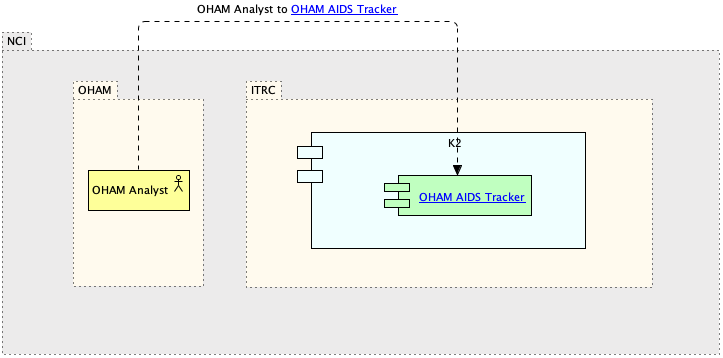 OHAM Analyst to OHAM AIDS Tracker
NCI
OHAM
ITRC
K2
OHAM Analyst
OHAM AIDS Tracker